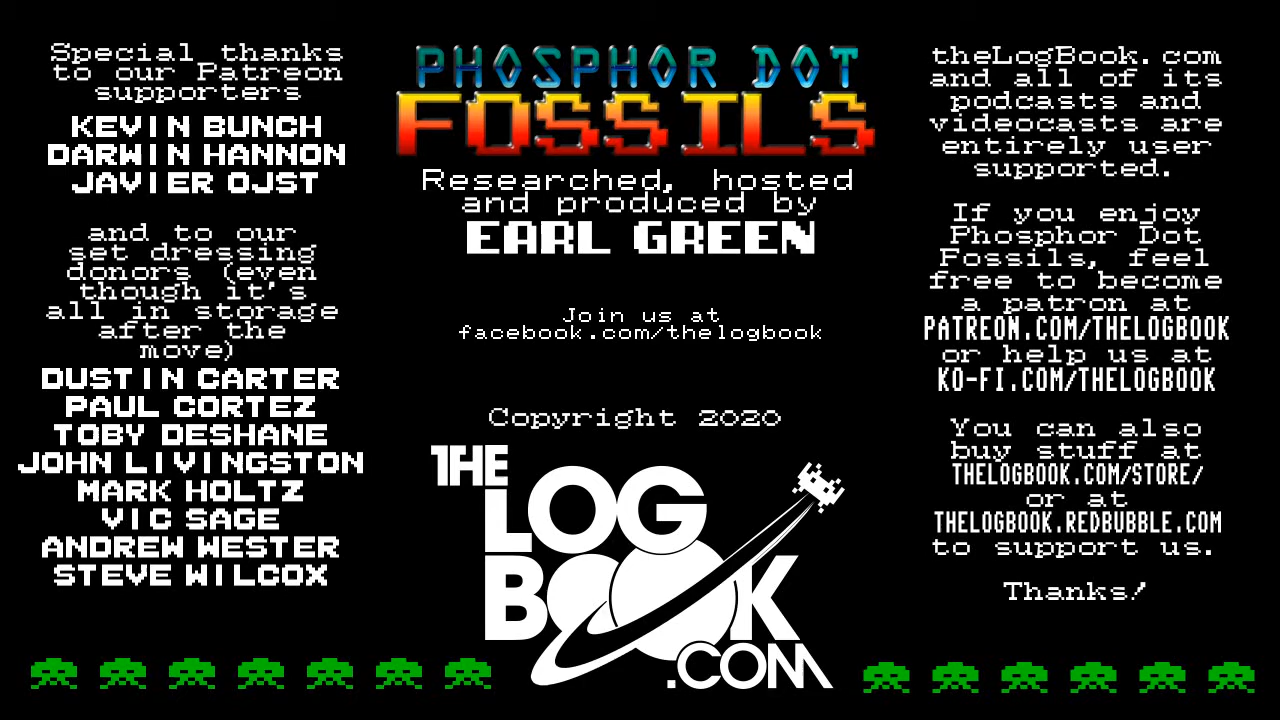 Special thanks
to our Patreon
supporters
KEVIN BUNCH
DARWIN HANNON
JAVIER OJST
and to our
set dressing
donors (even
though it's
all in storage
after the
move)
DUSTIN CARTER
PAUL CORTEZ
TOBY DESHANE
JOHN LIVINGSTON
MARK HOLTZ
VIC SAGE
ANDREW WESTER
STEVE WILCOX
PHOSPHOR DOT
FOSSILS
Researched, hosted
and produced by
EARL GREEN
Join us at
facebook.com/thelogbook
Copyright 2020
THE
LOG
BOOK
.COM
theLogBook.com
and all of its
podcasts and
videocasts are
entirely user
supported.
If you enjoy
Phosphor Dot
Fossils, feel
free to become
a patron at
PATREON.COM/THELOGBOOK
or help us at
KO-FI.COM/THELOGBOOK
You can also
buy stuff at
THELOGBOOK.COM/STORE/
or at
THELOGBOOK.REDBUBBLE.COM
to support us.
Thanks!